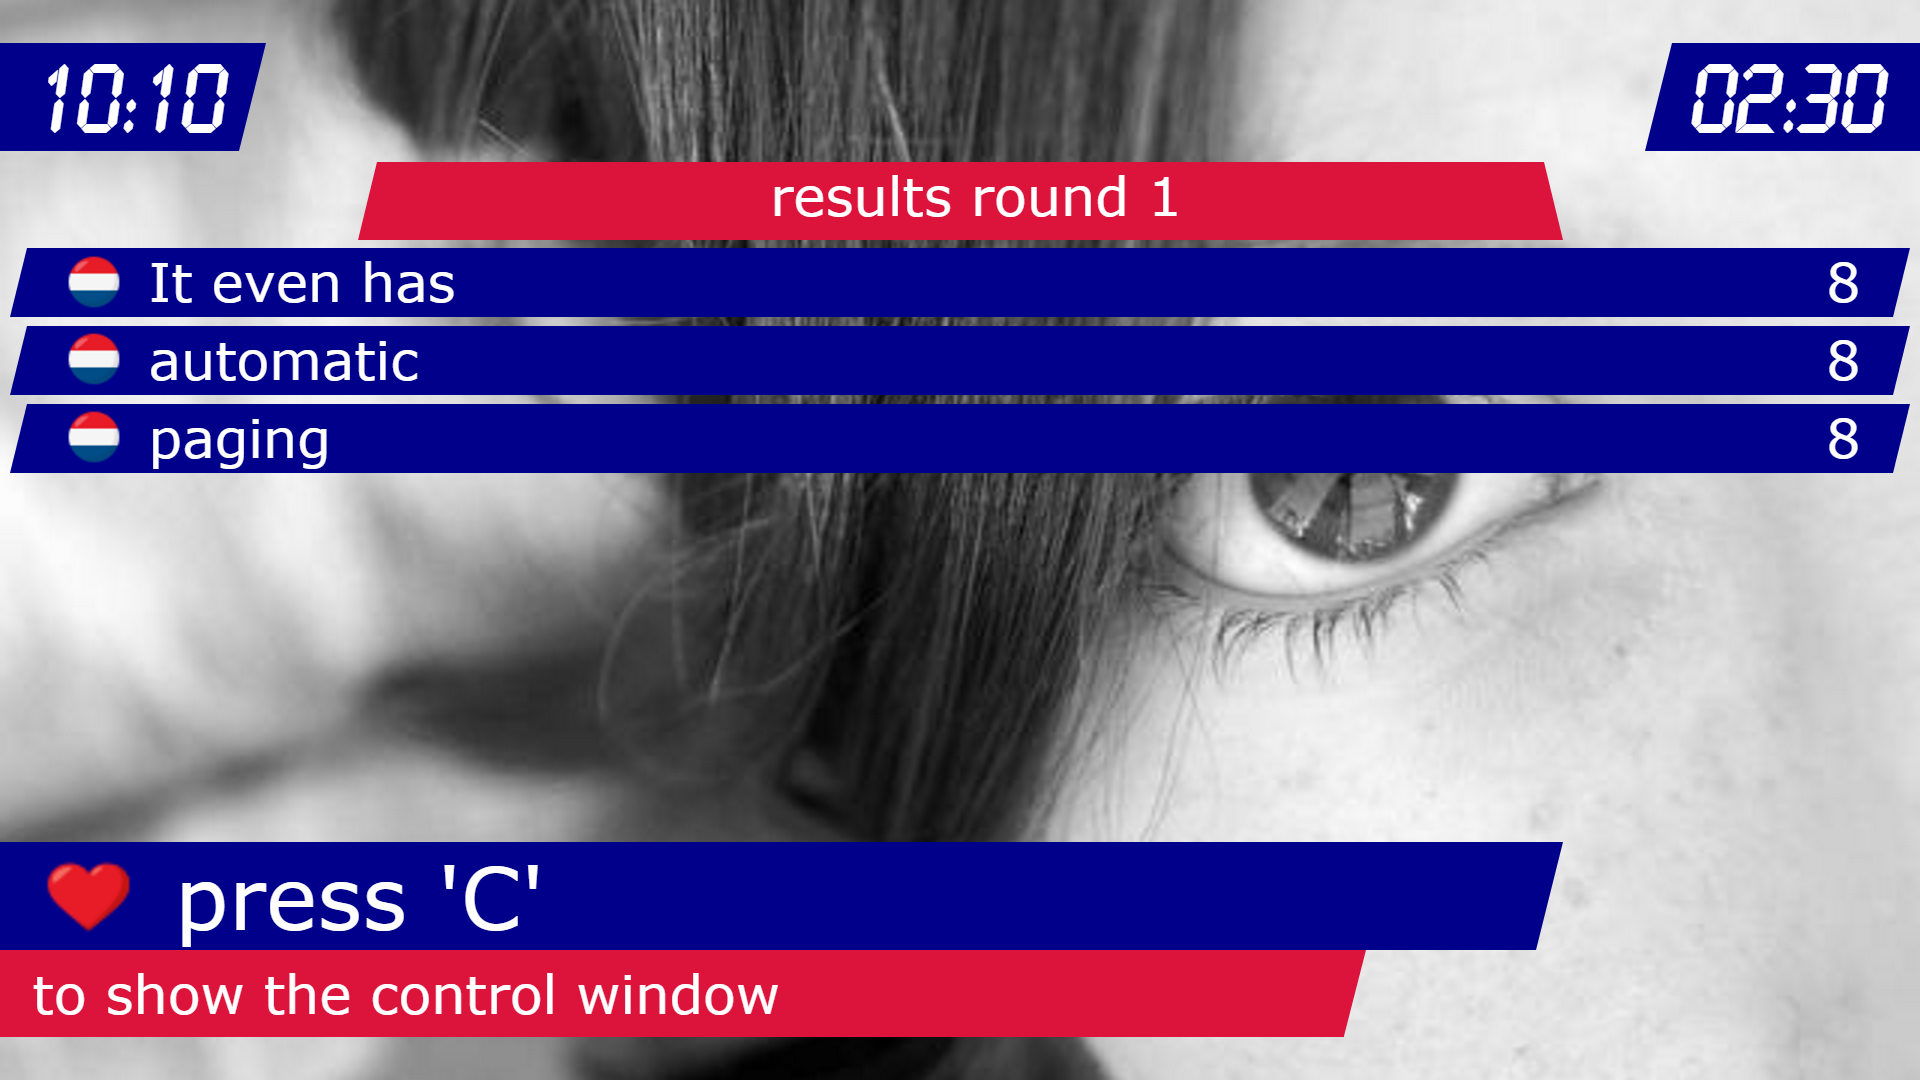 10:10
02:30
results round 1
It even has 8
automatic 8
paging 8
press 'C'
to show the control window